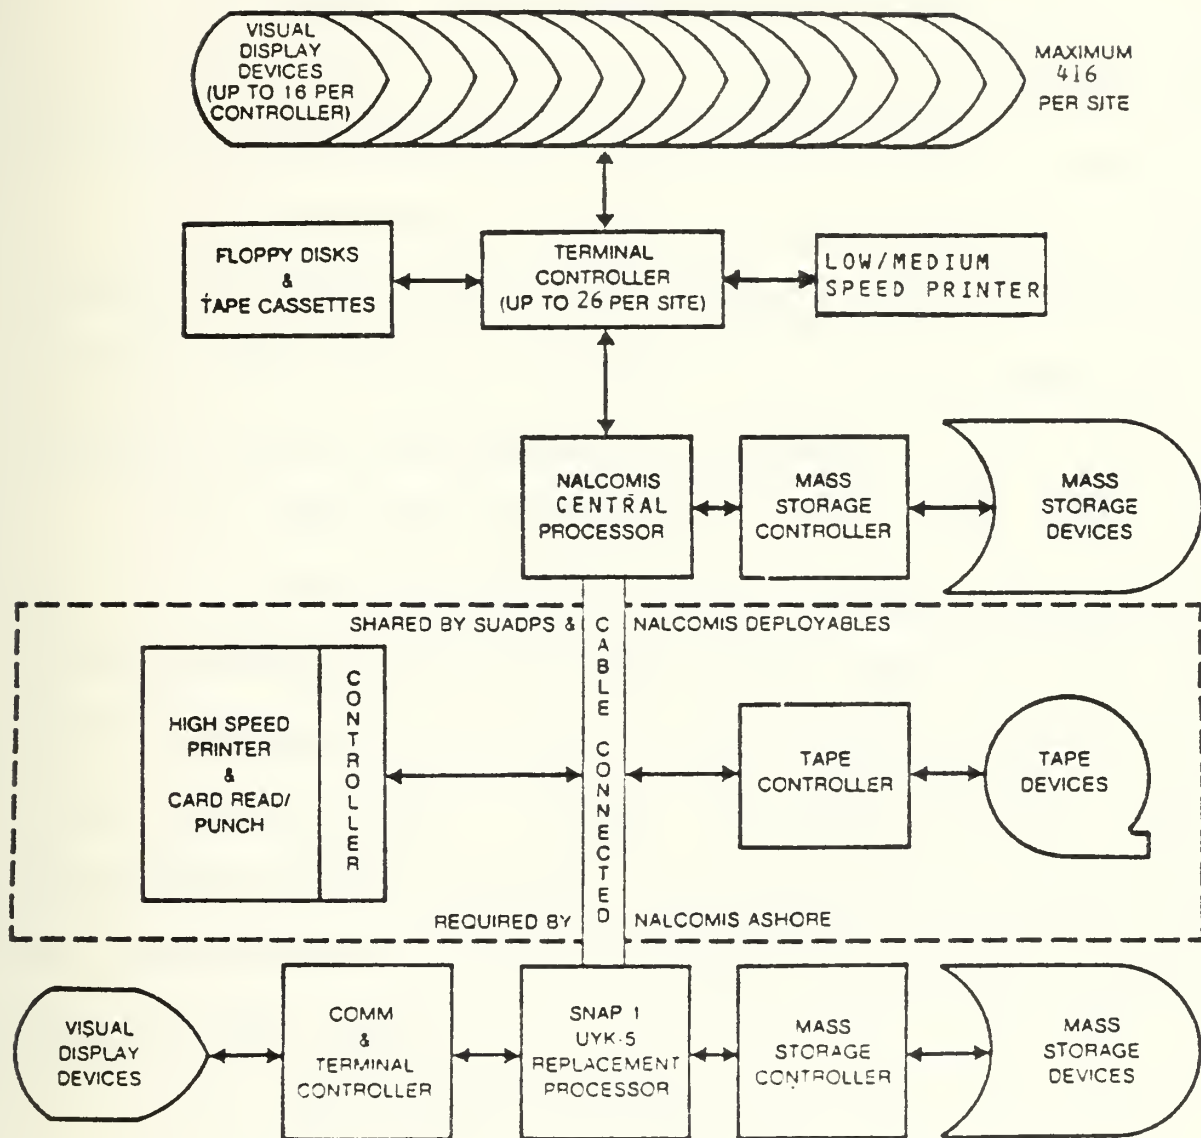 VISUAL
DISPLAY
DEVICES
(UP TO 16 PER
CONTROLLER)
MAXIMUM
416
PER SITE
FLOPPY DISKS
&
TAPE CASSETTES
TERMINAL
CONTROLLER
(UP TO 26 PER SITE)
LOW/MEDIUM
SPEED PRINTER
NALCOMIS
CENTRAL
PROCESSOR
MASS
STORAGE
CONTROLLER
MASS
STORAGE
DEVICES
SHARED BY SUADPS & NALCOMIS DEPLOYABLES
HIGH SPEED
PRINTER
&
CARD READ/
PUNCH
CONTROLLER
CABLE CONNECTED
TAPE
CONTROLLER
TAPE
DEVICES
REQUIRED BY NALCOMIS ASHORE
VISUAL
DISPLAY
DEVICES
COMM
&
TERMINAL
CONTROLLER
SNAP 1
UYK-5
REPLACEMENT
PROCESSOR
MASS
STORAGE
CONTROLLER
MASS
STORAGE
DEVICES